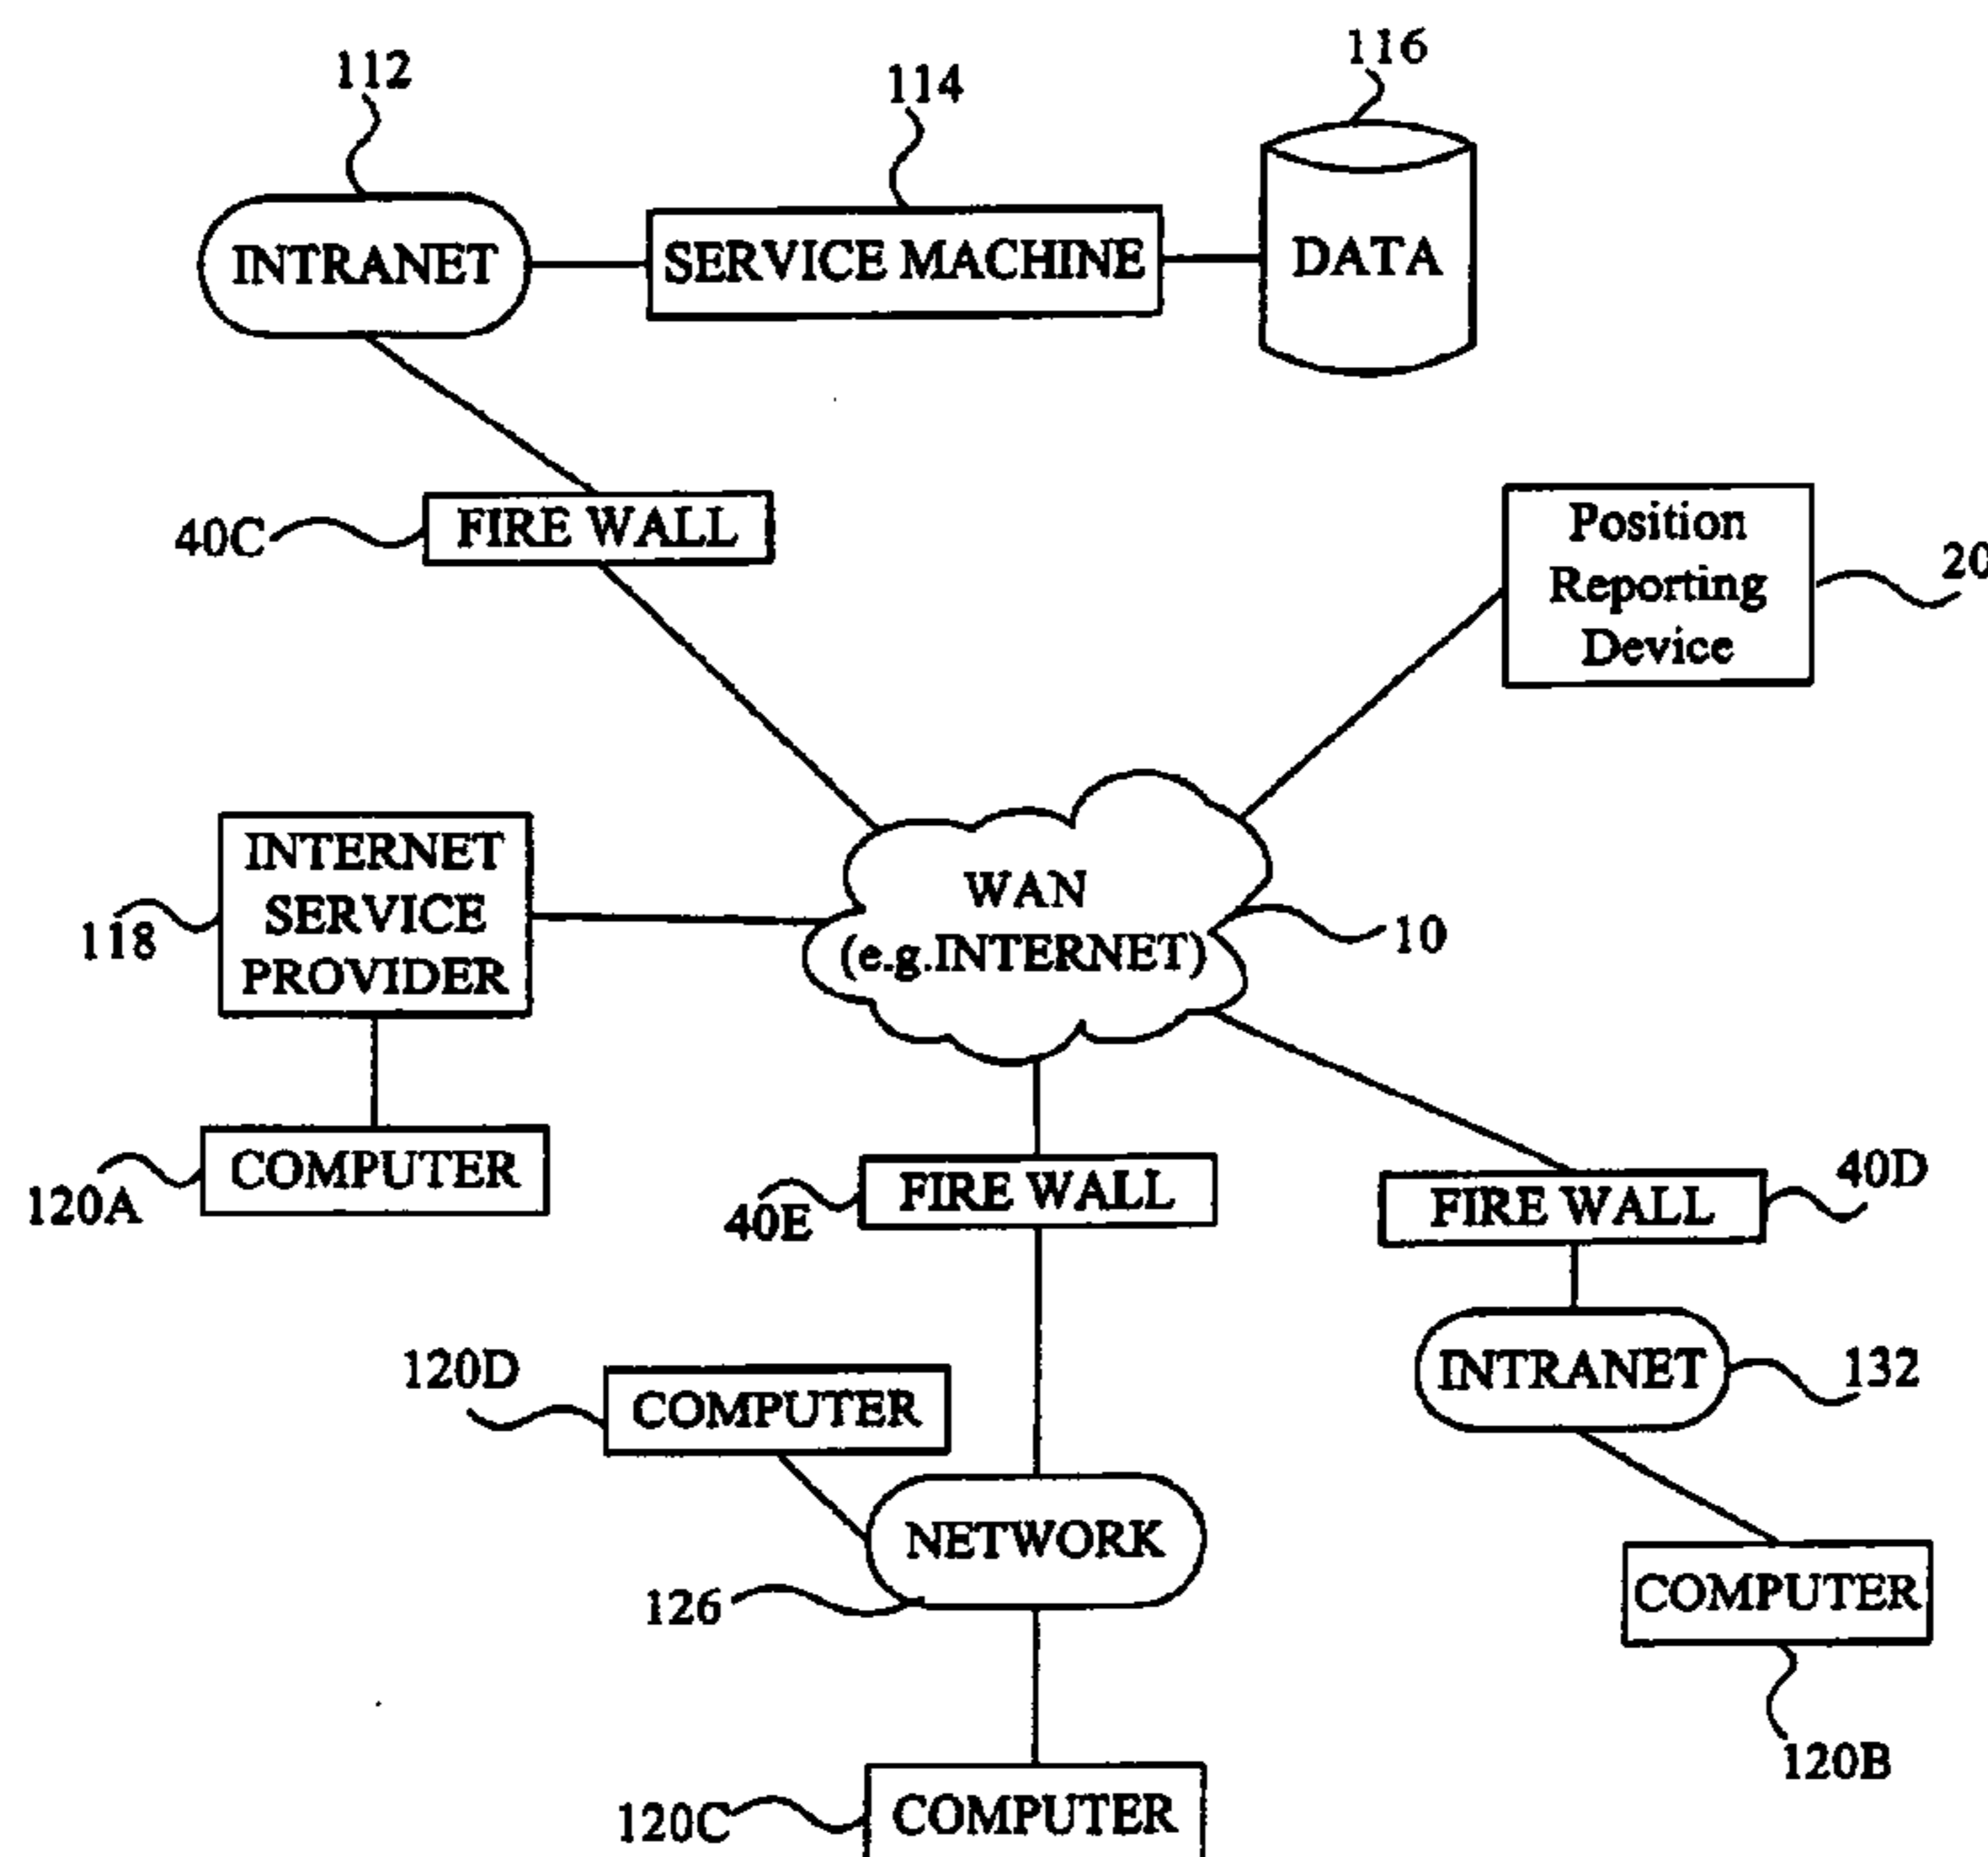 112
114
116
INTRANET
SERVICE MACHINE
DATA
40C
FIRE WALL
Position
Reporting
Device
20
INTERNET
SERVICE
PROVIDER
118
WAN
(e.g.INTERNET)
10
COMPUTER
120A
FIRE WALL
40E
FIRE WALL
40D
120D
COMPUTER
INTRANET
132
NETWORK
126
COMPUTER
120B
120C
COMPUTER